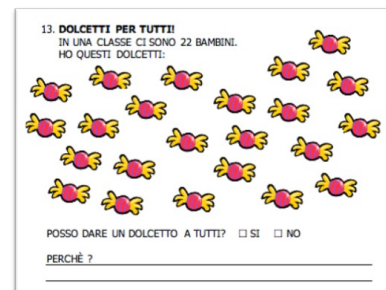 13. DOLCETTI PER TUTTI!
IN UNA CLASSE CI SONO 22 BAMBINI.
HO QUESTI DOLCETTI:
POSSO DARE UN DOLCETTO A TUTTI? □ SI □ NO
PERCHÈ ?